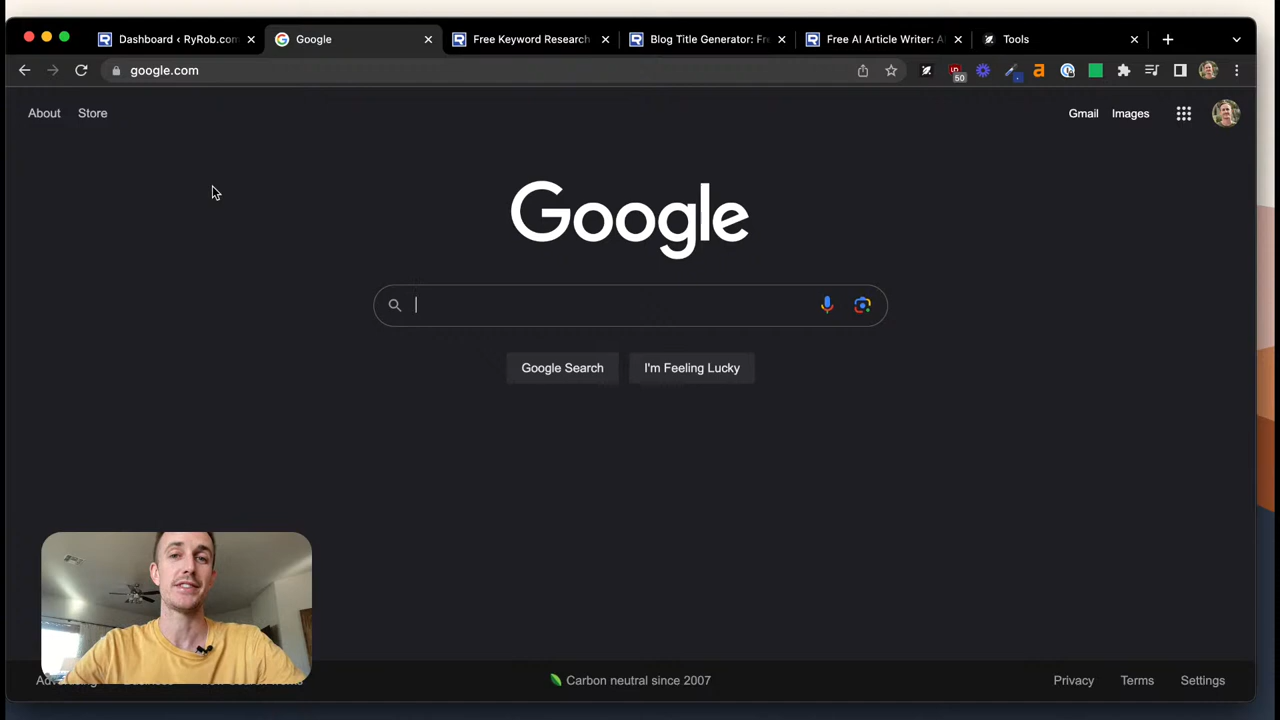 Dashboard ‹ RyRob.com
Google
Free Keyword Research
Blog Title Generator: Fr
Free AI Article Writer: A
Tools
google.com
50
About
Store
Gmail
Images
Google
Google Search
I'm Feeling Lucky
Carbon neutral since 2007
Privacy
Terms
Settings